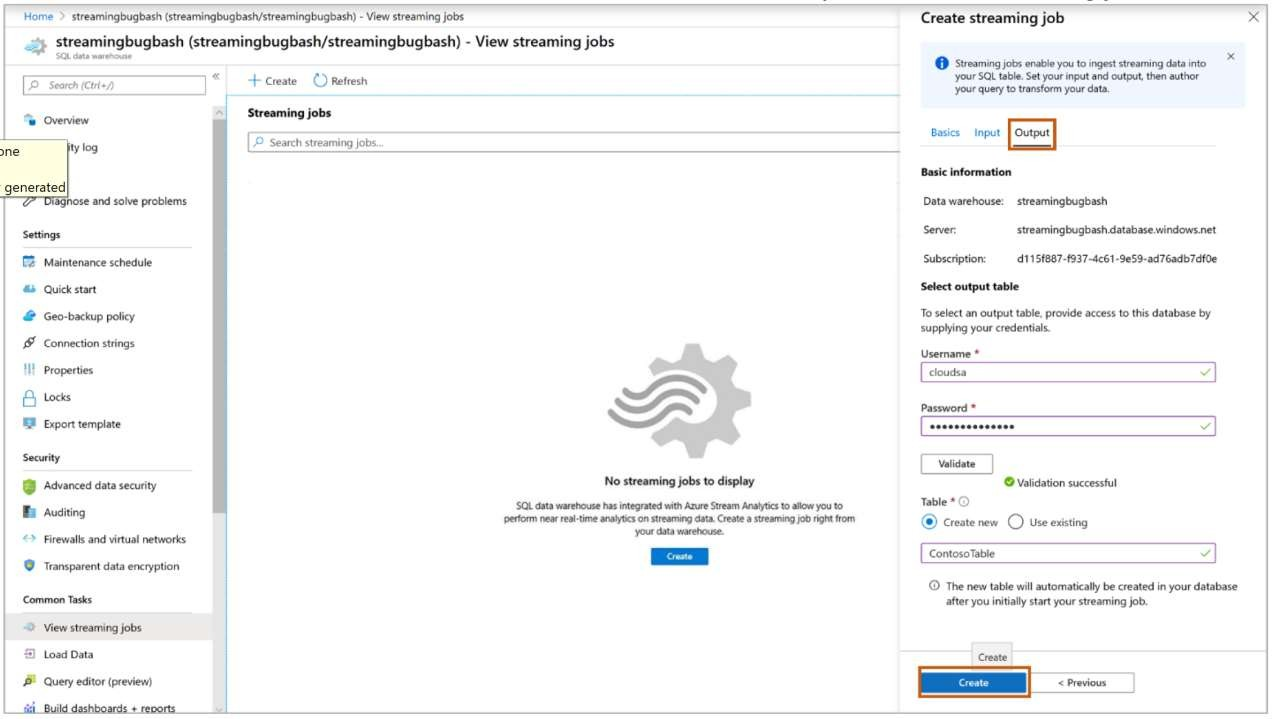 Home > streamingbugbash (streamingbugbash/streamingbugbash) - View streaming jobs
streamingbugbash (streamingbugbash/streamingbugbash) - View streaming jobs
SQL data warehouse
Search (Ctrl+/)
«
Overview
ity log
one
generated
Diagnose and solve problems
Settings
Maintenance schedule
Quick start
Geo-backup policy
Connection strings
Properties
Locks
Export template
Security
Advanced data security
Auditing
Firewalls and virtual networks
Transparent data encryption
Common Tasks
View streaming jobs
Load Data
Query editor (preview)
Build dashboards + reports
+ Create Refresh
Streaming jobs
Search streaming jobs...
No streaming jobs to display
SQL data warehouse has integrated with Azure Stream Analytics to allow you to
perform near real-time analytics on streaming data. Create a streaming job right from
your data warehouse.
Create
Create streaming job
Streaming jobs enable you to ingest streaming data into
your SQL table. Set your input and output, then author
your query to transform your data.
Basics Input Output
Basic information
Data warehouse: streamingbugbash
Server: streamingbugbash.database.windows.net
Subscription: d115f887-f937-4c61-9e59-ad76adb7df0e
Select output table
To select an output table, provide access to this database by
supplying your credentials.
Username *
cloudsa
Password *
••••••••••••••
Validate
Validation successful
Table *
Create new Use existing
ContosoTable
The new table will automatically be created in your database
after you initially start your streaming job.
Create
Create < Previous